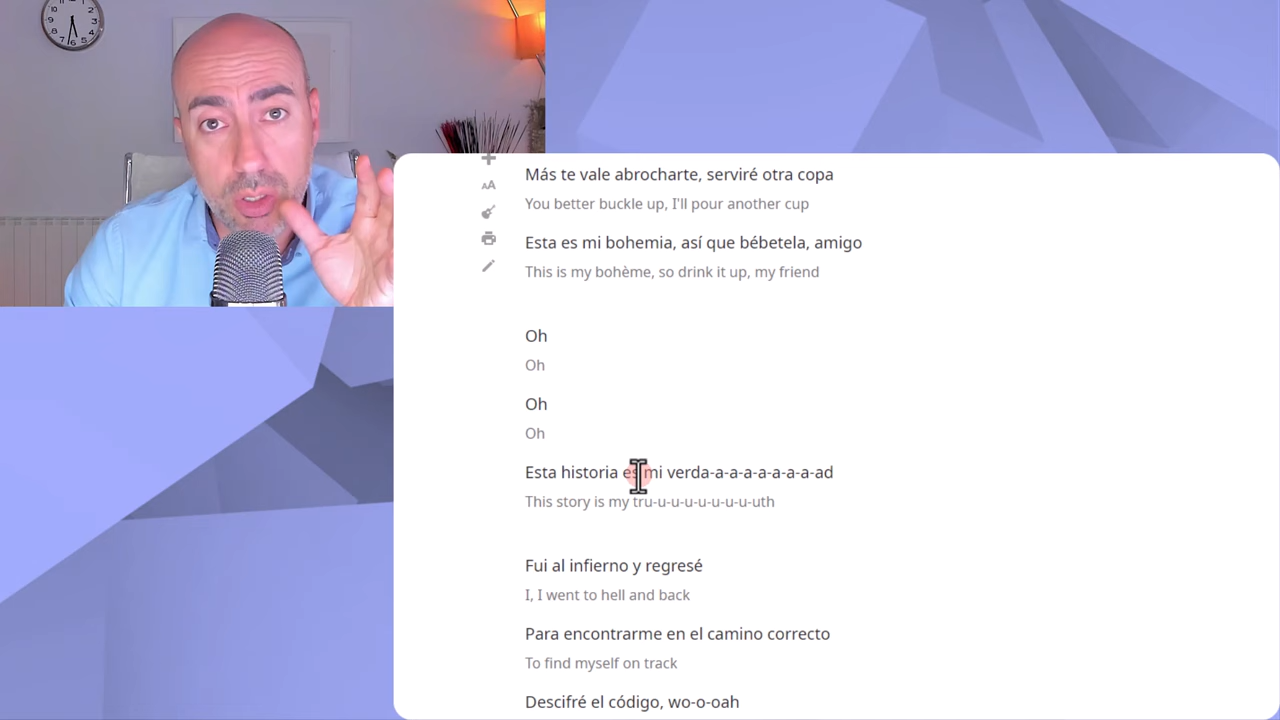 Más te vale abrocharte, serviré otra copa
You better buckle up, I'll pour another cup
Esta es mi bohemia, así que bébetela, amigo
This is my bohème, so drink it up, my friend
Oh
Oh
Oh
Oh
Esta historia es mi verda-a-a-a-a-a-a-a-ad
This story is my tru-u-u-u-u-u-u-u-uth
Fui al infierno y regresé
I, I went to hell and back
Para encontrarme en el camino correcto
To find myself on track
Descifré el código, wo-o-oah